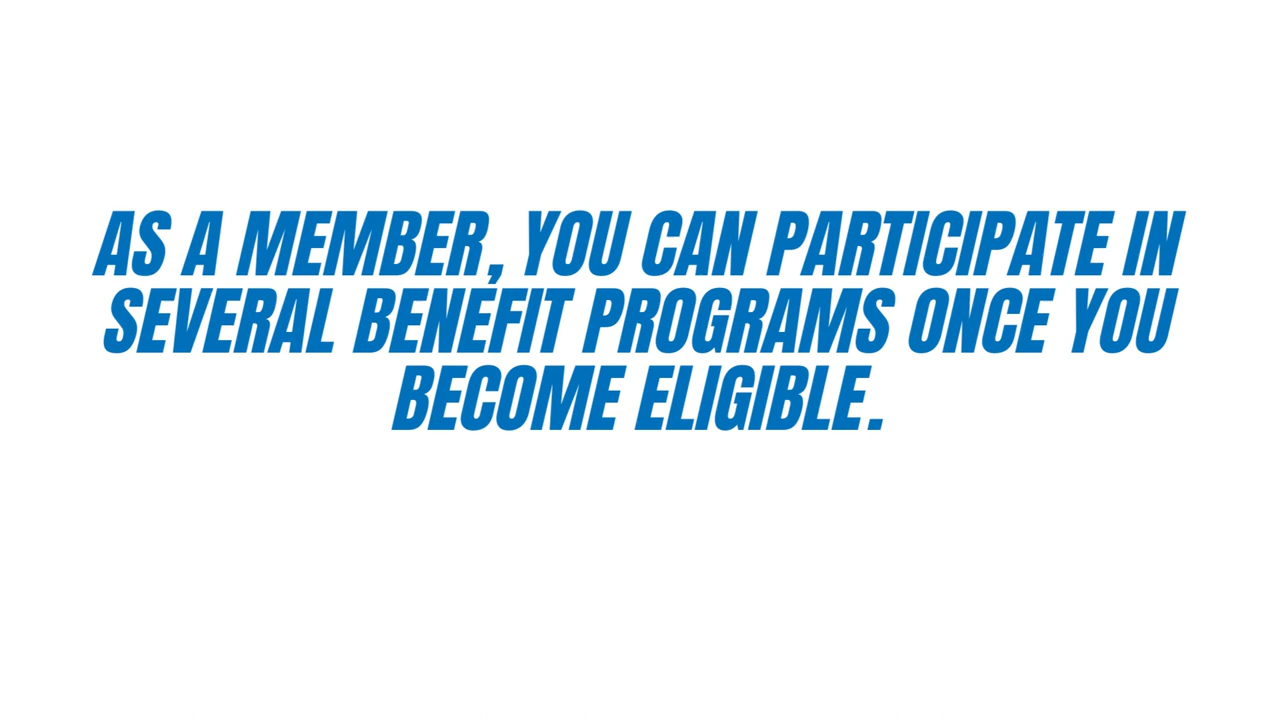 AS A MEMBER, YOU CAN PARTICIPATE IN
SEVERAL BENEFIT PROGRAMS ONCE YOU
BECOME ELIGIBLE.